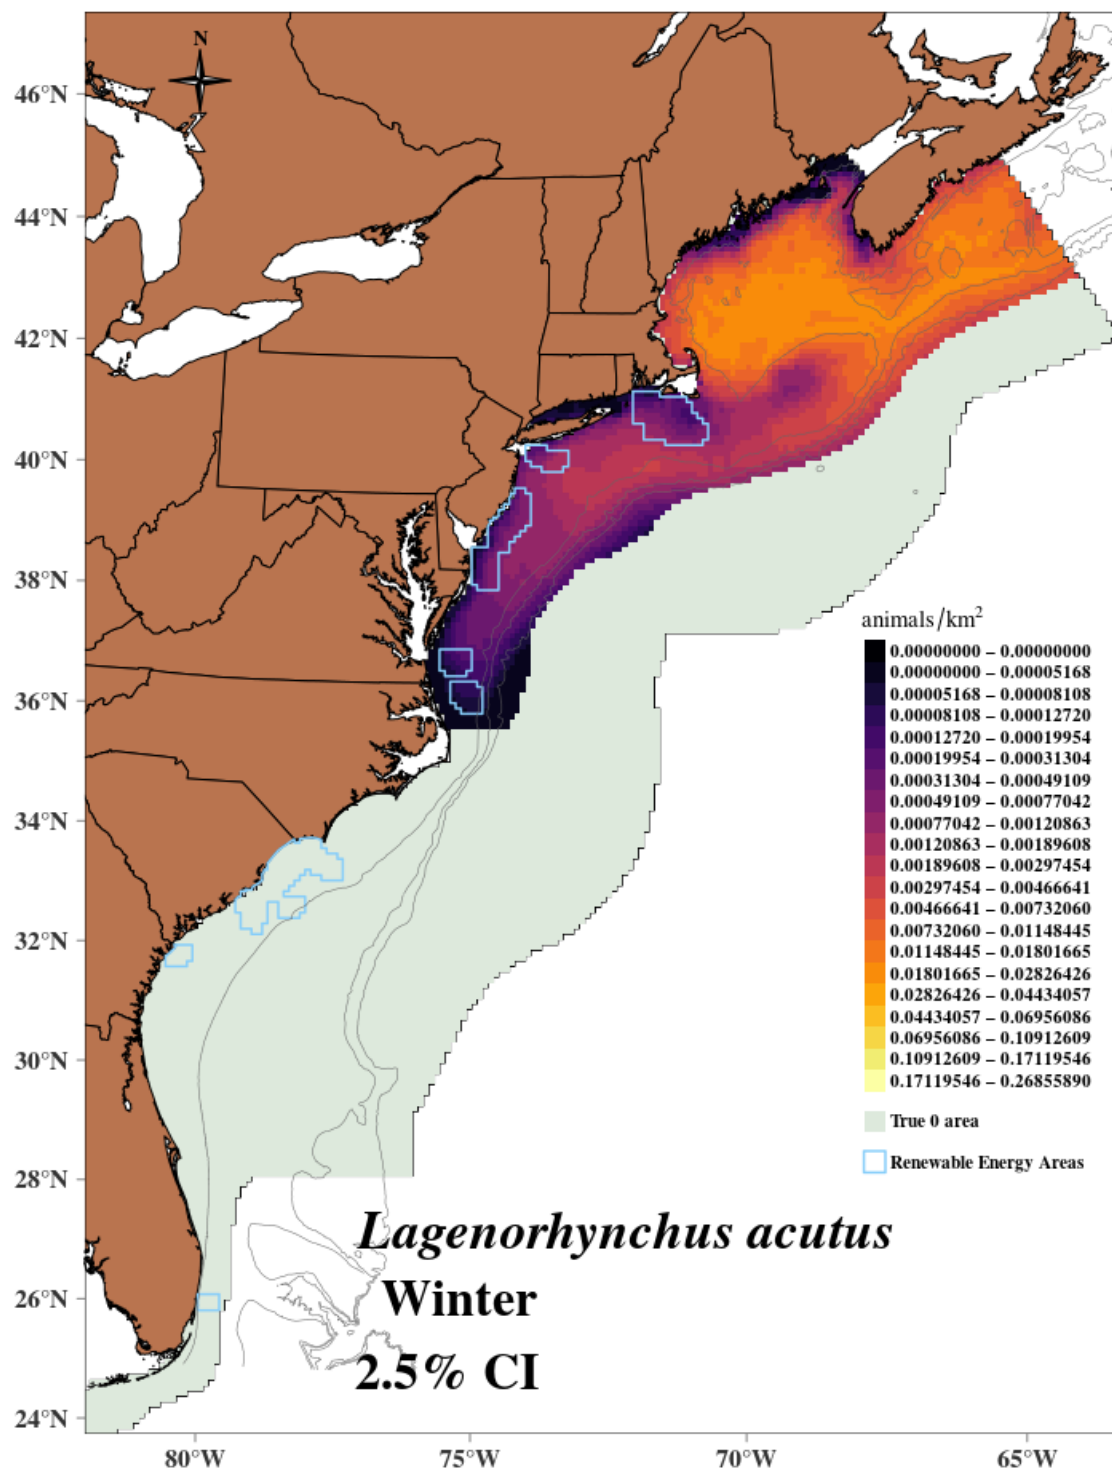 N
46°N
44°N
42°N
40°N
38°N
36°N
34°N
32°N
30°N
28°N
26°N
24°N
80°W
75°W
70°W
65°W
animals/km²
0.00000000 – 0.00000000
0.00000000 – 0.00005168
0.00005168 – 0.00008108
0.00008108 – 0.00012720
0.00012720 – 0.00019954
0.00019954 – 0.00031304
0.00031304 – 0.00049109
0.00049109 – 0.00077042
0.00077042 – 0.00120863
0.00120863 – 0.00189608
0.00189608 – 0.00297454
0.00297454 – 0.00466641
0.00466641 – 0.00732060
0.00732060 – 0.01148445
0.01148445 – 0.01801665
0.01801665 – 0.02826426
0.02826426 – 0.04434057
0.04434057 – 0.06956086
0.06956086 – 0.10912609
0.10912609 – 0.17119546
0.17119546 – 0.26855890
True 0 area
Renewable Energy Areas
Lagenorhynchus acutus
Winter
2.5% CI